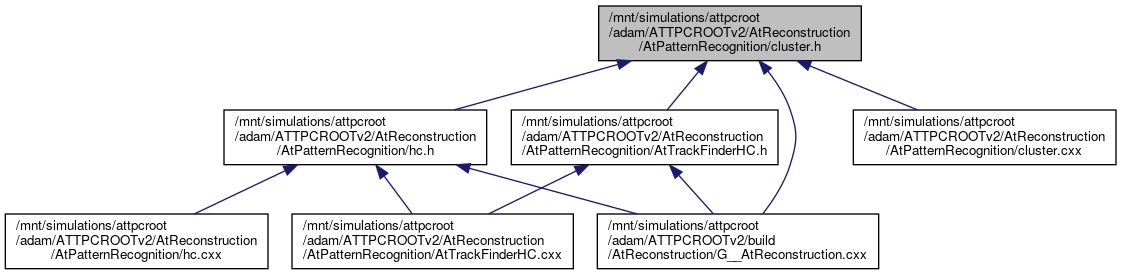 /mnt/simulations/attpcroot
/adam/ATTPCROOTv2/AtReconstruction
/AtPatternRecognition/cluster.h
/mnt/simulations/attpcroot
/adam/ATTPCROOTv2/AtReconstruction
/AtPatternRecognition/hc.h
/mnt/simulations/attpcroot
/adam/ATTPCROOTv2/AtReconstruction
/AtPatternRecognition/AtTrackFinderHC.h
/mnt/simulations/attpcroot
/adam/ATTPCROOTv2/AtReconstruction
/AtPatternRecognition/cluster.cxx
/mnt/simulations/attpcroot
/adam/ATTPCROOTv2/AtReconstruction
/AtPatternRecognition/hc.cxx
/mnt/simulations/attpcroot
/adam/ATTPCROOTv2/AtReconstruction
/AtPatternRecognition/AtTrackFinderHC.cxx
/mnt/simulations/attpcroot
/adam/ATTPCROOTv2/build
/AtReconstruction/G__AtReconstruction.cxx